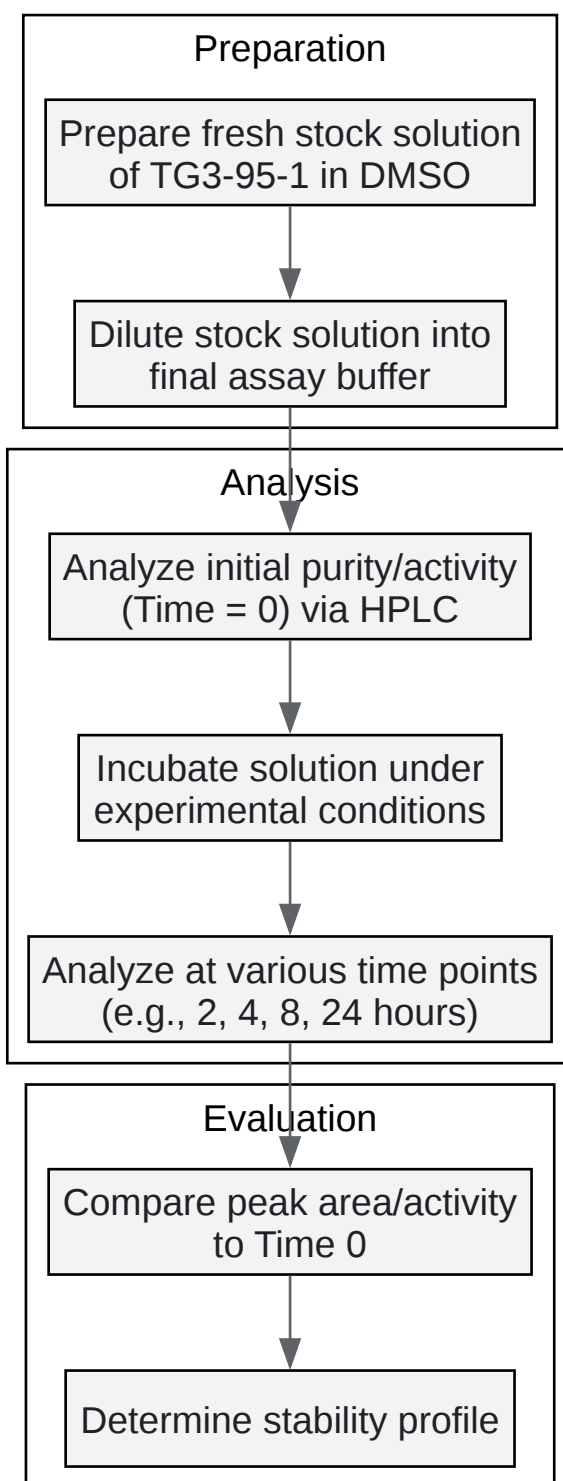 Preparation
Prepare fresh stock solution
of TG3-95-1 in DMSO
Dilute stock solution into
final assay buffer
Analysis
Analyze initial purity/activity
(Time = 0) via HPLC
Incubate solution under
experimental conditions
Analyze at various time points
(e.g., 2, 4, 8, 24 hours)
Evaluation
Compare peak area/activity
to Time 0
Determine stability profile